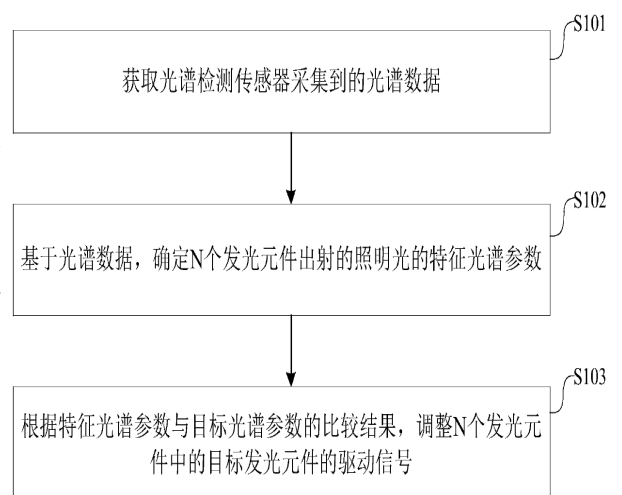 S101
获取光谱检测传感器采集到的光谱数据
S102
基于光谱数据，确定N个发光元件出射的照明光的特征光谱参数
S103
根据特征光谱参数与目标光谱参数的比较结果，调整N个发光元
件中的目标发光元件的驱动信号